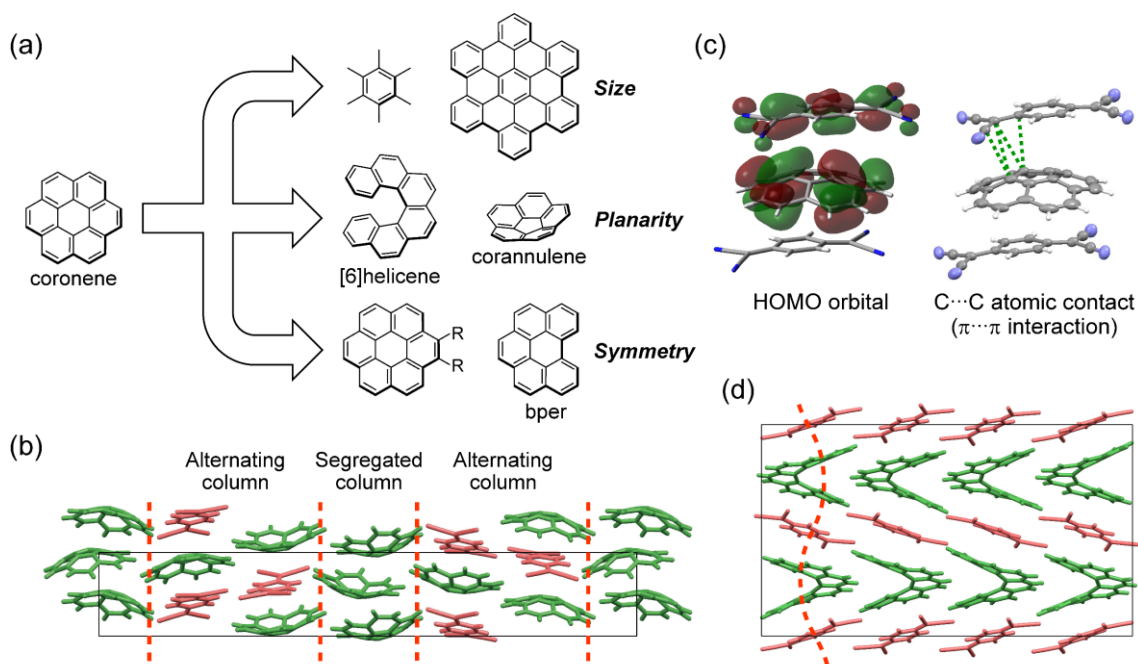 (a)
coronene
Size
[6]helicene
corannulene
Planarity
R
R
bper
Symmetry
(b)
Alternating
column
Segregated
column
Alternating
column
(c)
HOMO orbital
C···C atomic contact
(π···π interaction)
(d)